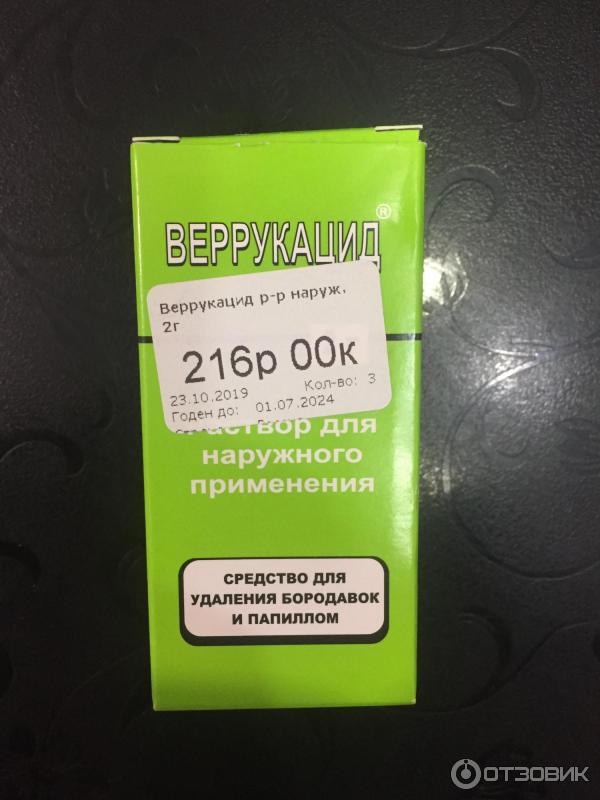 ВЕРРУКАЦИД®
Веррукацид р-р наруж.
2г
216р 00к
23.10.2019 Кол-во: 3
Годен до: 01.07.2024
для
наружного
применения
СРЕДСТВО ДЛЯ
УДАЛЕНИЯ БОРОДАВОК
И ПАПИЛЛОМ
ОТЗОВИК